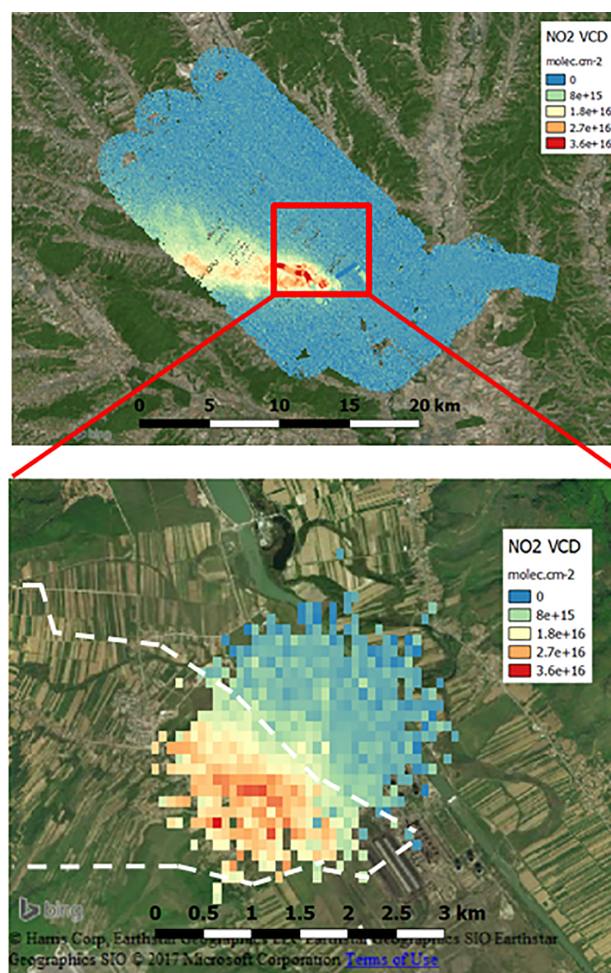 NO2 VCD
molec.cm-2
0
8e+15
1.8e+16
2.7e+16
3.6e+16
0 5 10 15 20 km
bing
NO2 VCD
molec.cm-2
0
8e+15
1.8e+16
2.7e+16
3.6e+16
bing
0 0.5 1 1.5 2 2.5 3 km
© Harris Corp, Earthstar Geographics LLC Earthstar Geographics SIO Earthstar
Geographics SIO © 2017 Microsoft Corporation Terms of Use